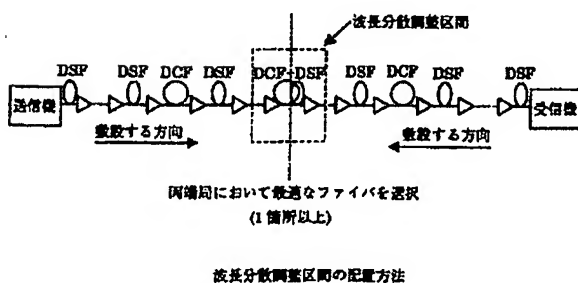 波長分散調整区間
DSF DSF DCF DSF DCF DSF DSF DCF DSF DSF
送信機 受信機
敷設する方向 敷設する方向
両端局において最適なファイバを選択
(1箇所以上)
波長分散調整区間の配置方法